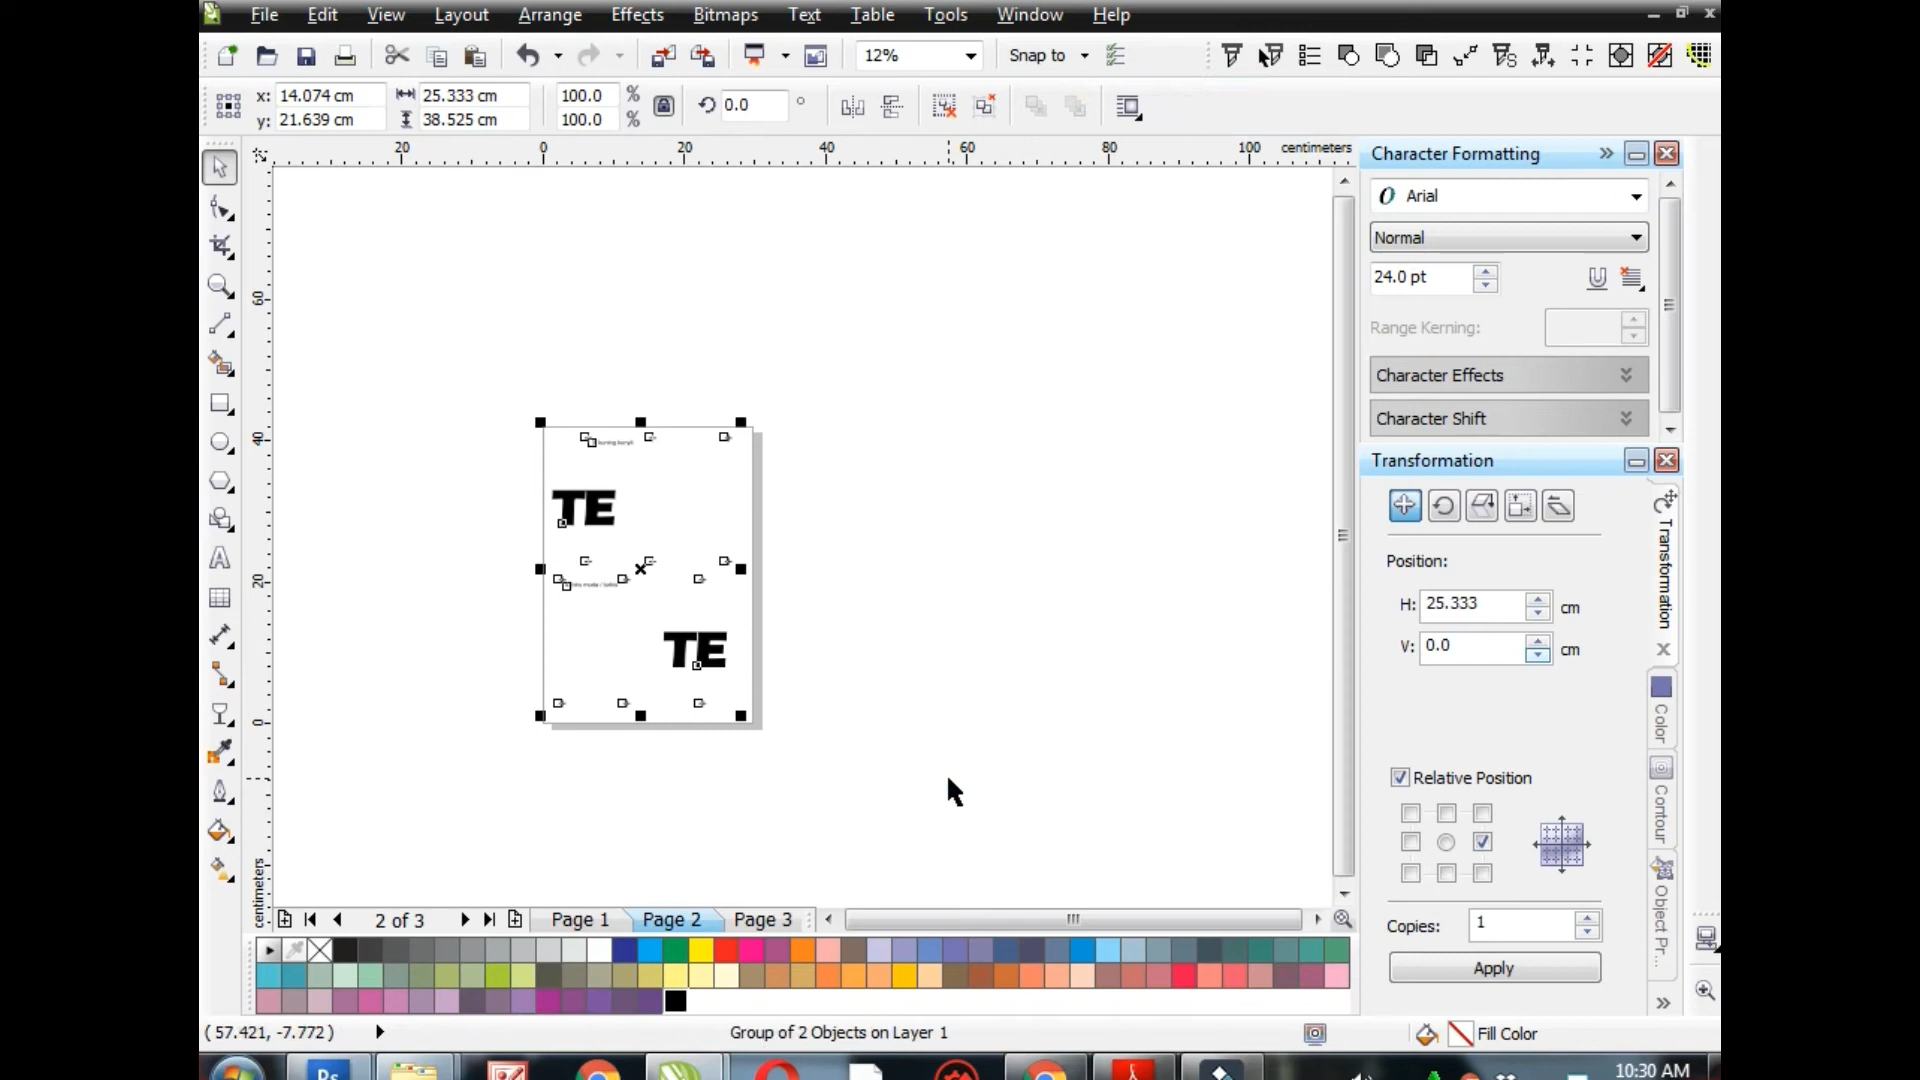 File Edit View Layout Arrange Effects Bitmaps Text Table Tools Window Help
12% Snap to
x: 14.074 cm 25.333 cm 100.0 % 0.0 °
y: 21.639 cm 38.525 cm 100.0 %
20 0 20 40 60 80 100 centimeters
60
40
20
0
centimeters
TE
TE
Character Formatting
O Arial
Normal
24.0 pt
Range Kerning:
Character Effects
Character Shift
Transformation
Position:
H: 25.333 cm
V: 0.0 cm
Relative Position
Copies: 1
Apply
Transformation
Color
Contour
Object Pr...
2 of 3 Page 1 Page 2 Page 3
( 57.421, -7.772 ) Group of 2 Objects on Layer 1 Fill Color
Ps 10:30 AM